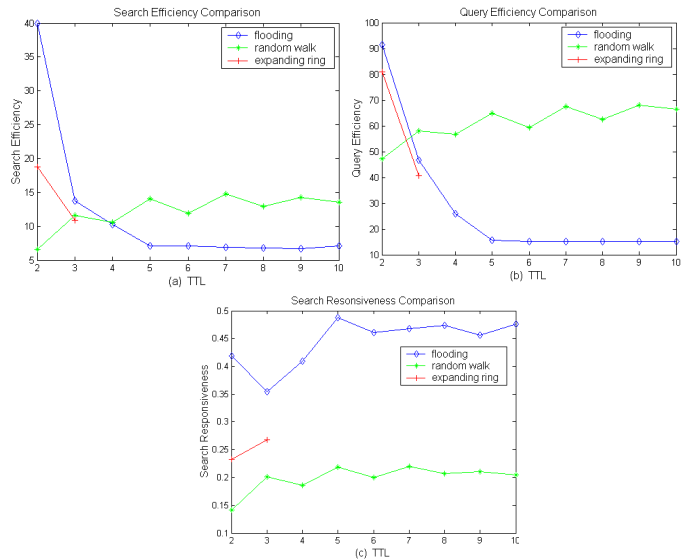 Search Efficiency Comparison
40
35
30
25
20
15
10
5
Search Efficiency
flooding
random walk
expanding ring
2 3 4 5 6 7 8 9 10
(a) TTL
Query Efficiency Comparison
100
90
80
70
60
50
40
30
20
10
Query Efficiency
flooding
random walk
expanding ring
2 3 4 5 6 7 8 9 10
(b) TTL
Search Resonsiveness Comparison
0.5
0.45
0.4
0.35
0.3
0.25
0.2
0.15
0.1
Search Responsiveness
flooding
random walk
expanding ring
2 3 4 5 6 7 8 9 10
(c) TTL